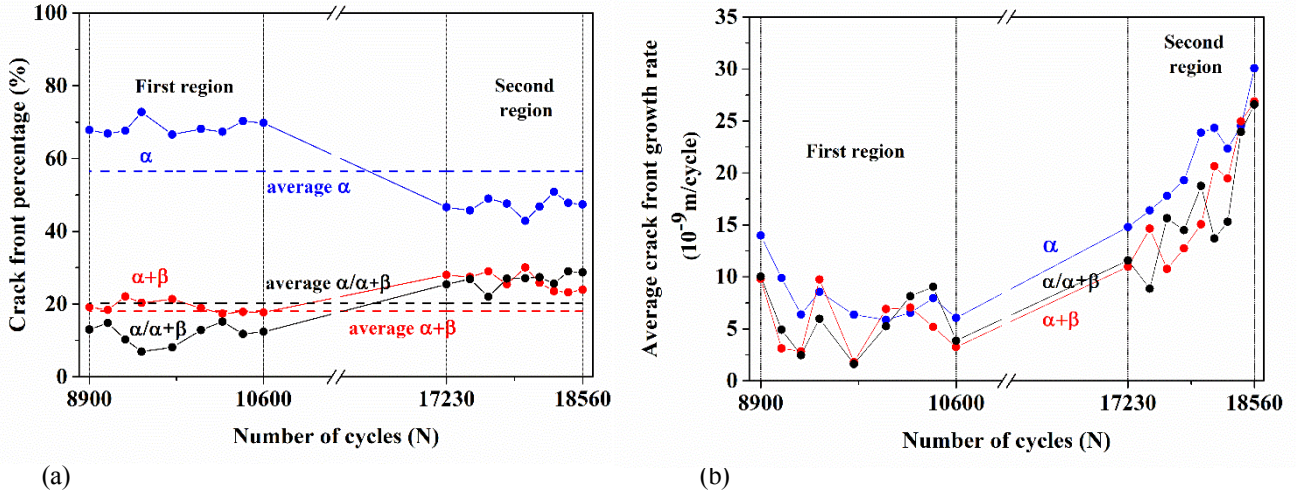 Crack front percentage (%)
100
80
60
40
20
0
First region
Second
region
α
average α
α+β
average α/α+β
α/α+β
average α+β
8900
10600
17230
18560
Number of cycles (N)
(a)
Average crack front growth rate
(10⁻⁹m/cycle)
35
30
25
20
15
10
5
0
Second
region
First region
α
α/α+β
α+β
8900
10600
17230
18560
Number of cycles (N)
(b)